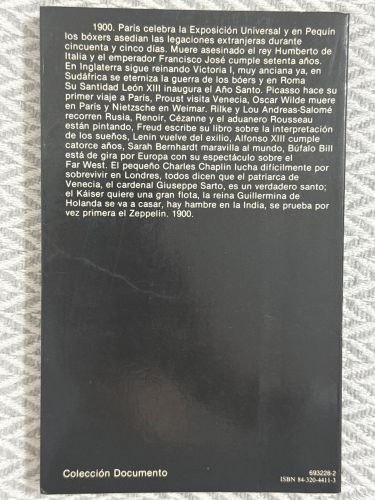 1900. París celebra la Exposición Universal y en Pequín
los bóxers asedian las legaciones extranjeras durante
cincuenta y cinco días. Muere asesinado el rey Humberto de
Italia y el emperador Francisco José cumple setenta años.
En Inglaterra sigue reinando Victoria I, muy anciana ya, en
Sudáfrica se eterniza la guerra de los bóers y en Roma
Su Santidad León XIII inaugura el Año Santo. Picasso hace su
primer viaje a París, Proust visita Venecia, Oscar Wilde muere
en París y Nietzsche en Weimar. Rilke y Lou Andreas-Salomé
recorren Rusia, Renoir, Cézanne y el aduanero Rousseau
están pintando, Freud escribe su libro sobre la interpretación
de los sueños, Lenin vuelve del exilio, Alfonso XIII cumple
catorce años, Sarah Bernhardt maravilla al mundo, Búfalo Bill
está de gira por Europa con su espectáculo sobre el
Far West. El pequeño Charles Chaplin lucha difícilmente por
sobrevivir en Londres, todos dicen que el patriarca de
Venecia, el cardenal Giuseppe Sarto, es un verdadero santo;
el Káiser quiere una gran flota, la reina Guillermina de
Holanda se va a casar, hay hambre en la India, se prueba por
vez primera el Zeppelin. 1900.
Colección Documento
693228-2
ISBN 84-320-4411-3